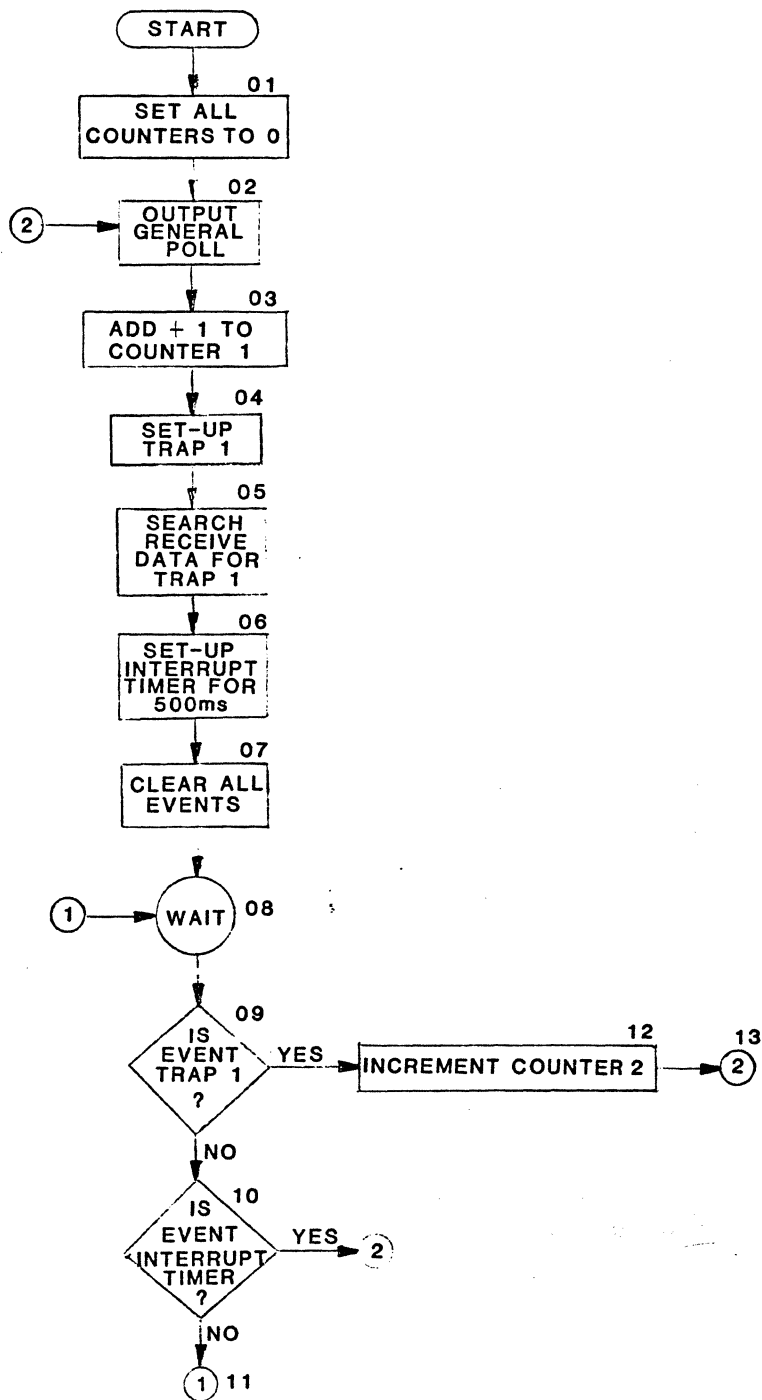 START
01
SET ALL
COUNTERS TO 0
02
2
OUTPUT
GENERAL
POLL
03
ADD + 1 TO
COUNTER 1
04
SET-UP
TRAP 1
05
SEARCH
RECEIVE
DATA FOR
TRAP 1
06
SET-UP
INTERRUPT
TIMER FOR
500ms
07
CLEAR ALL
EVENTS
1
WAIT
08
09
IS
EVENT
TRAP 1
?
YES
12
INCREMENT COUNTER 2
13
2
NO
10
IS
EVENT
INTERRUPT
TIMER
?
YES
2
NO
1
11